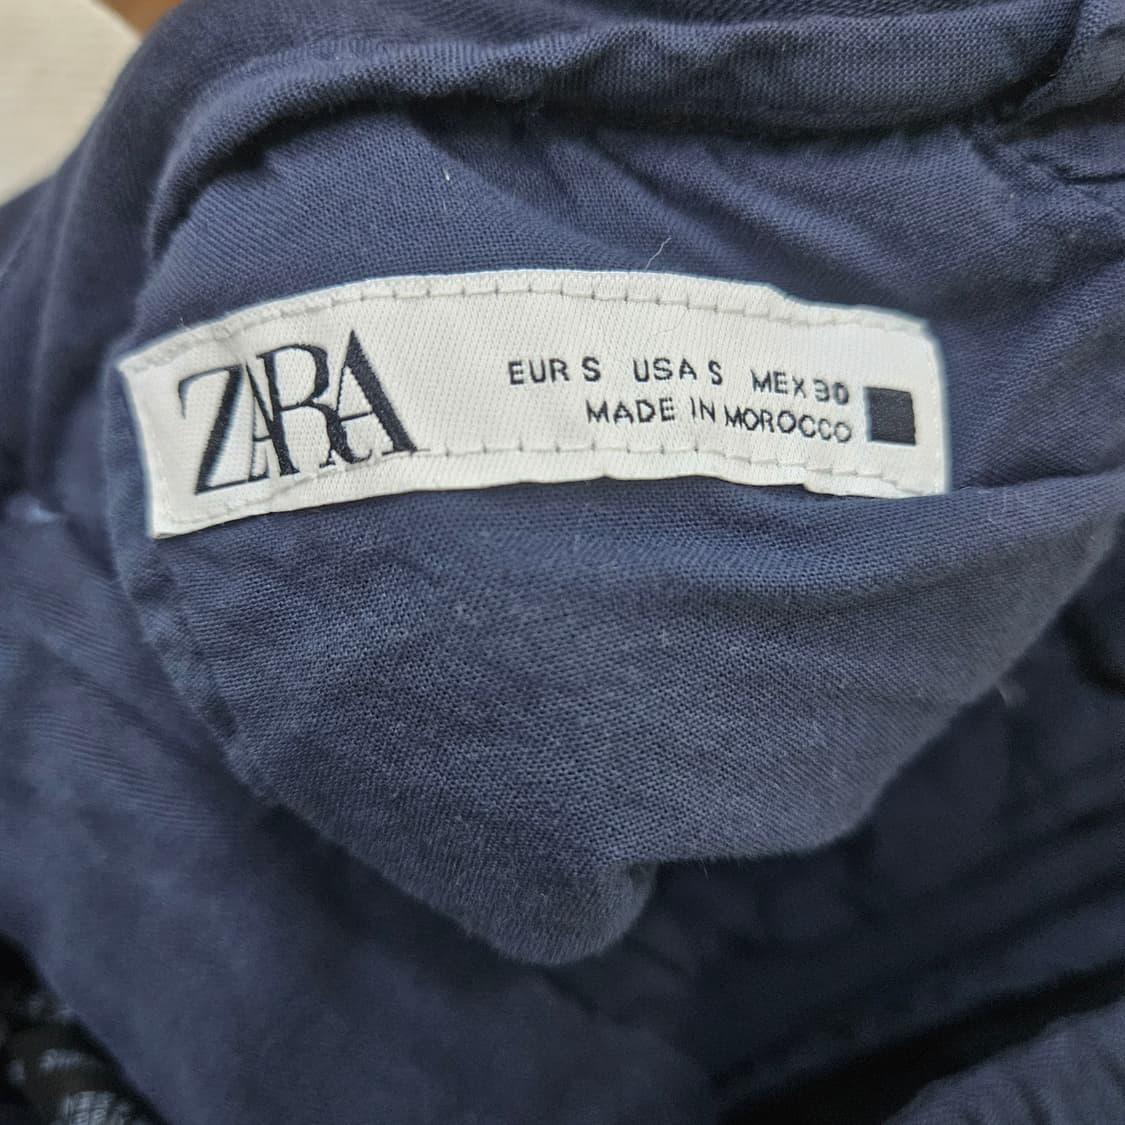 ZARA
EUR S USA S MEX 30
MADE IN MOROCCO